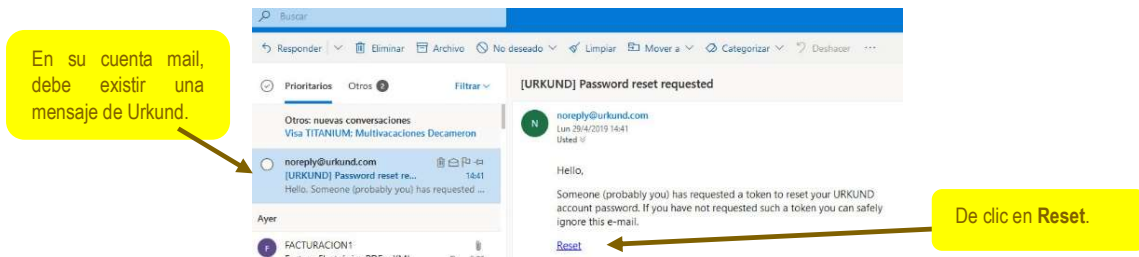 Buscar
En su cuenta mail,
debe existir una
mensaje de Urkund.
Responder Eliminar Archivo No deseado Limpiar Mover a Categorizar Deshacer ...
Prioritarios Otros 2 Filtrar
Otros: nuevas conversaciones
Visa TITANIUM: Multivacaciones Decameron
noreply@urkund.com
[URKUND] Password reset re... 14:41
Hello. Someone (probably you) has requested ...
Ayer
F FACTURACION1
[URKUND] Password reset requested
N noreply@urkund.com
Lun 29/4/2019 14:41
Usted
Hello,
Someone (probably you) has requested a token to reset your URKUND
account password. If you have not requested such a token you can safely
ignore this e-mail.
Reset
De clic en Reset.